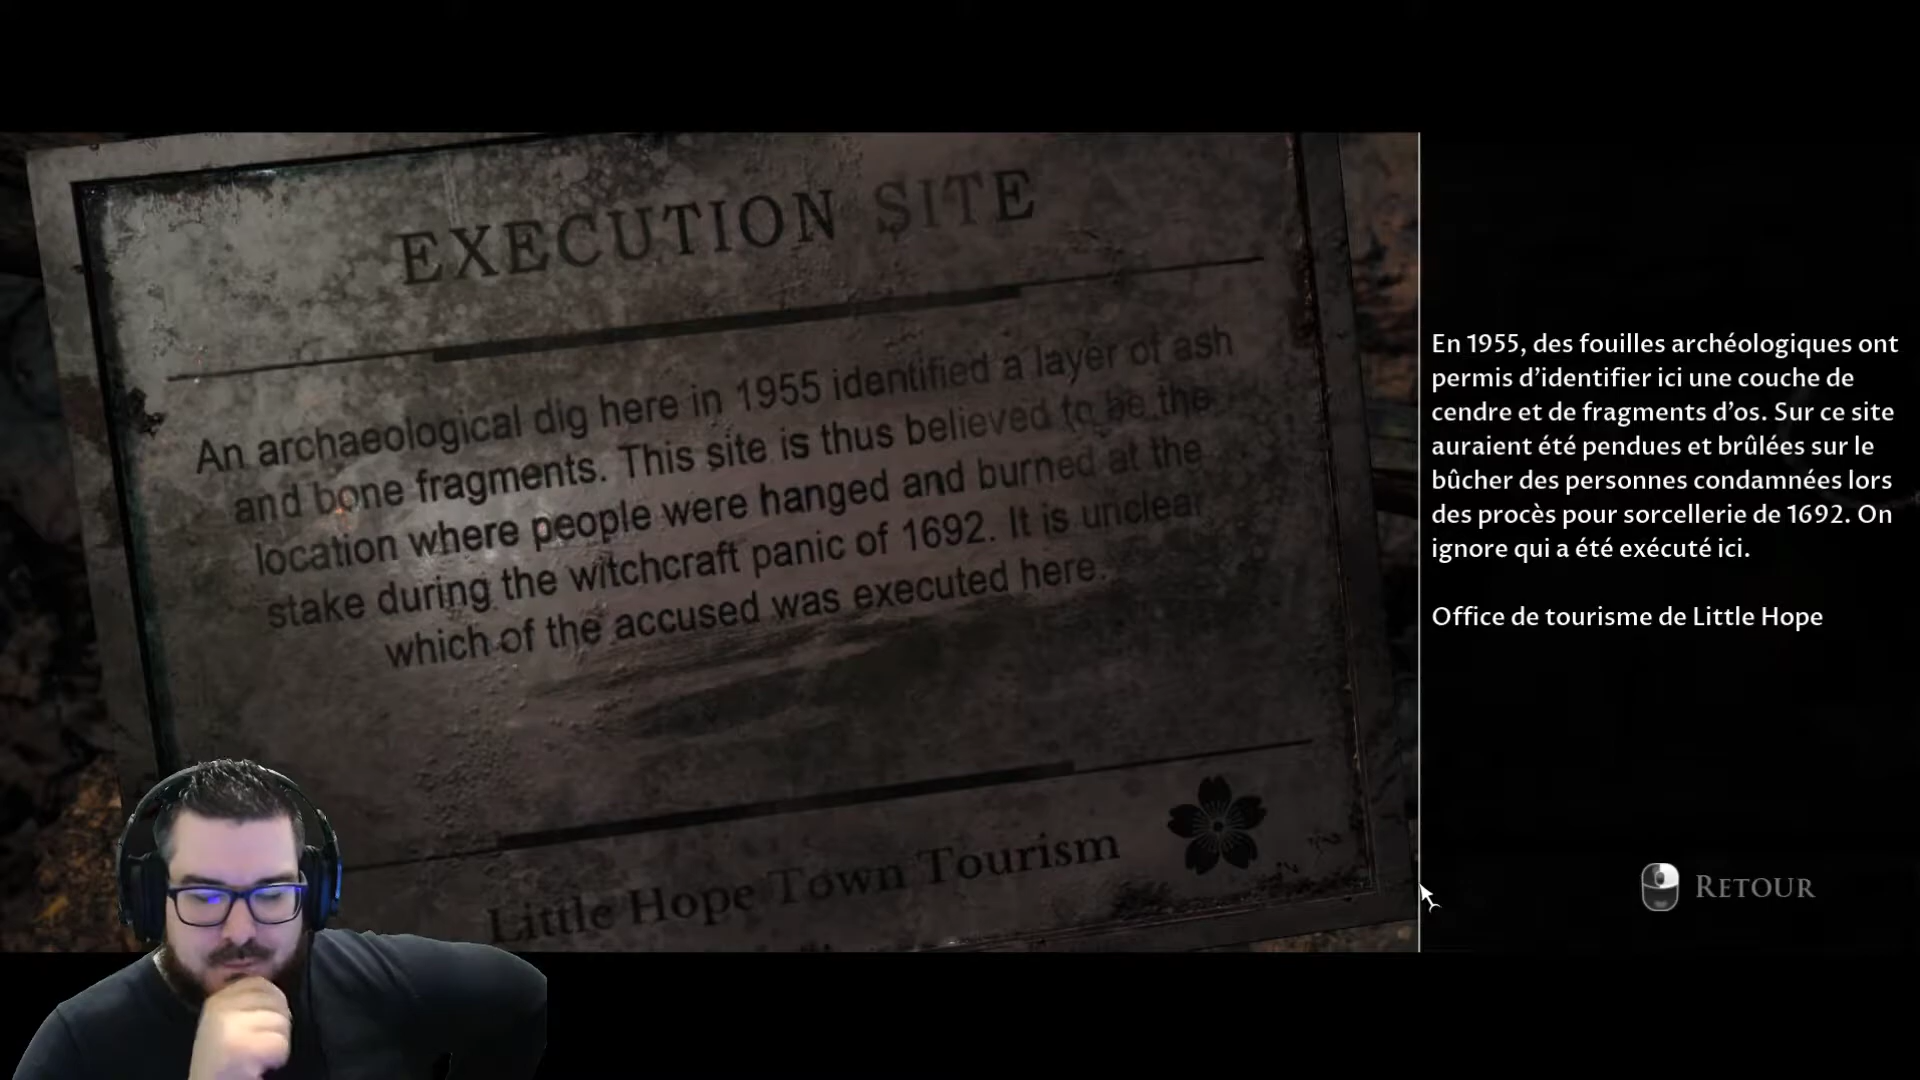 EXECUTION SITE
An archaeological dig here in 1955 identified a layer of ash
and bone fragments. This site is thus believed to be the
location where people were hanged and burned at the
stake during the witchcraft panic of 1692. It is unclear
which of the accused was executed here.
Little Hope Town Tourism
En 1955, des fouilles archéologiques ont
permis d'identifier ici une couche de
cendre et de fragments d'os. Sur ce site
auraient été pendues et brûlées sur le
bûcher des personnes condamnées lors
des procès pour sorcellerie de 1692. On
ignore qui a été exécuté ici.
Office de tourisme de Little Hope
RETOUR